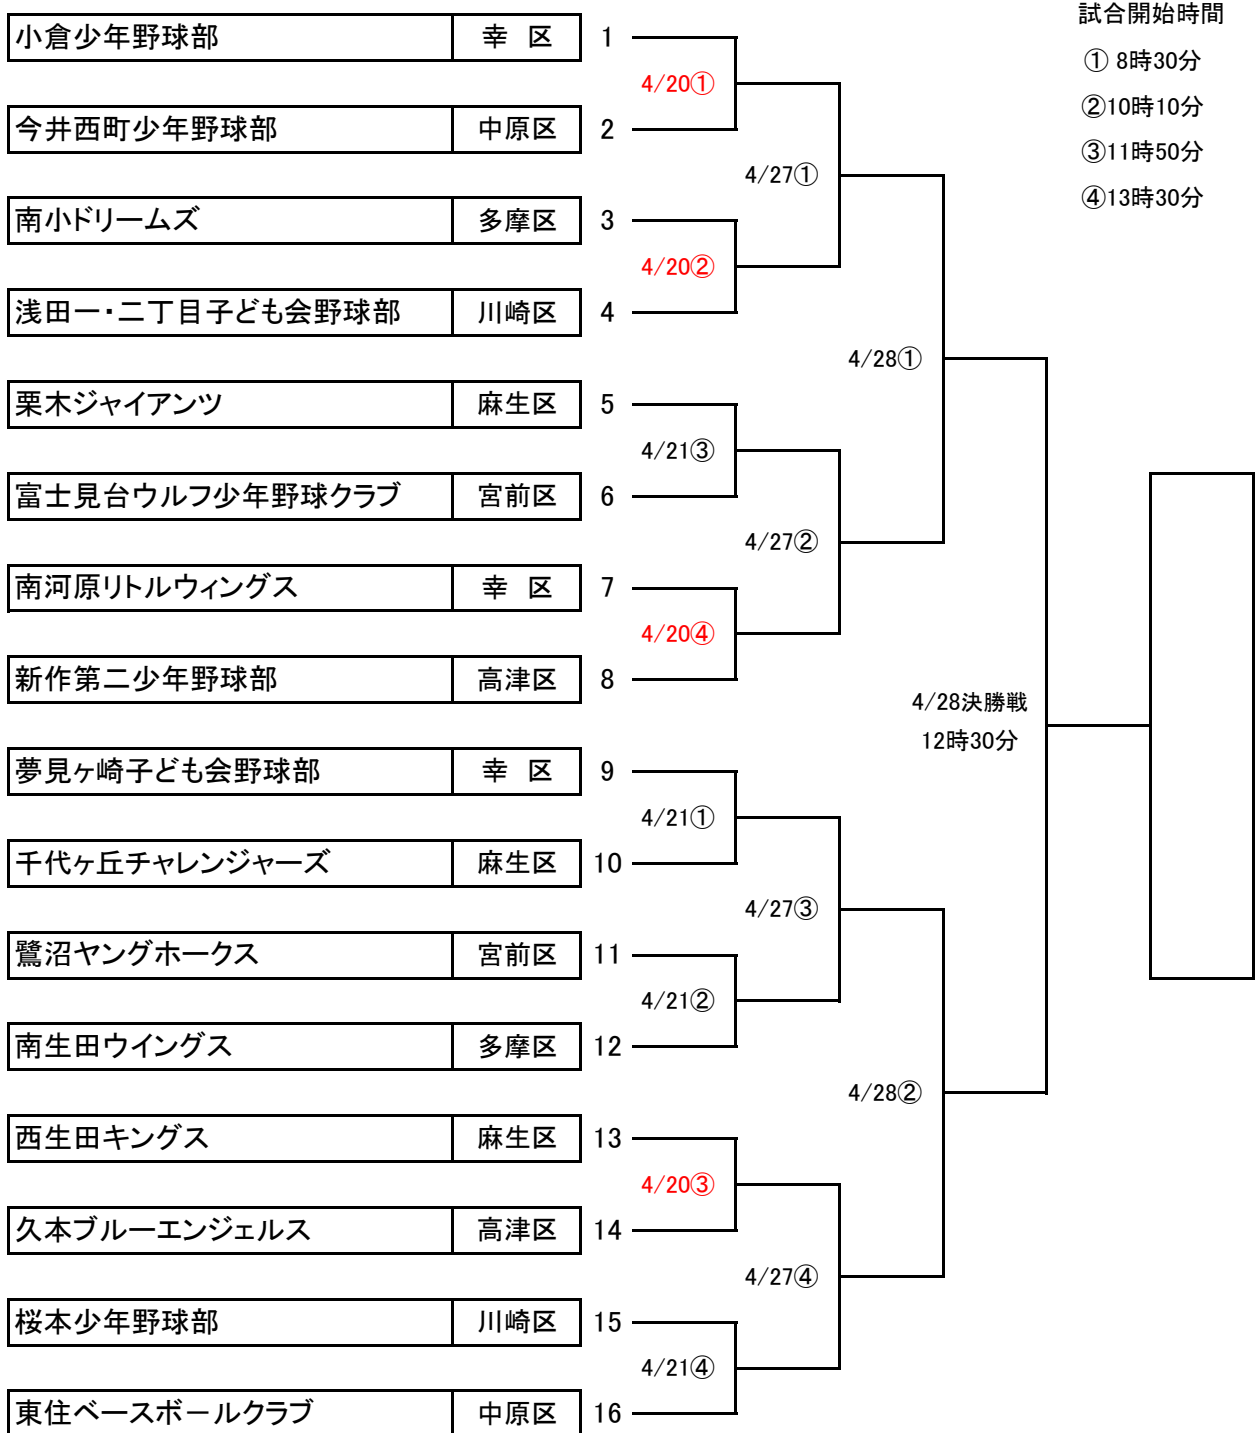 試合開始時間
① 8時30分
②10時10分
③11時50分
④13時30分
小倉少年野球部 幸 区 1
4/20①
今井西町少年野球部 中原区 2
4/27①
南小ドリームズ 多摩区 3
4/20②
浅田一・二丁目子ども会野球部 川崎区 4
4/28①
栗木ジャイアンツ 麻生区 5
4/21③
富士見台ウルフ少年野球クラブ 宮前区 6
4/27②
南河原リトルウィングス 幸 区 7
4/20④
新作第二少年野球部 高津区 8
4/28決勝戦
12時30分
夢見ヶ崎子ども会野球部 幸 区 9
4/21①
千代ヶ丘チャレンジャーズ 麻生区 10
4/27③
鷺沼ヤングホークス 宮前区 11
4/21②
南生田ウイングス 多摩区 12
4/28②
西生田キングス 麻生区 13
4/20③
久本ブルーエンジェルス 高津区 14
4/27④
桜本少年野球部 川崎区 15
4/21④
東住ベースボールクラブ 中原区 16